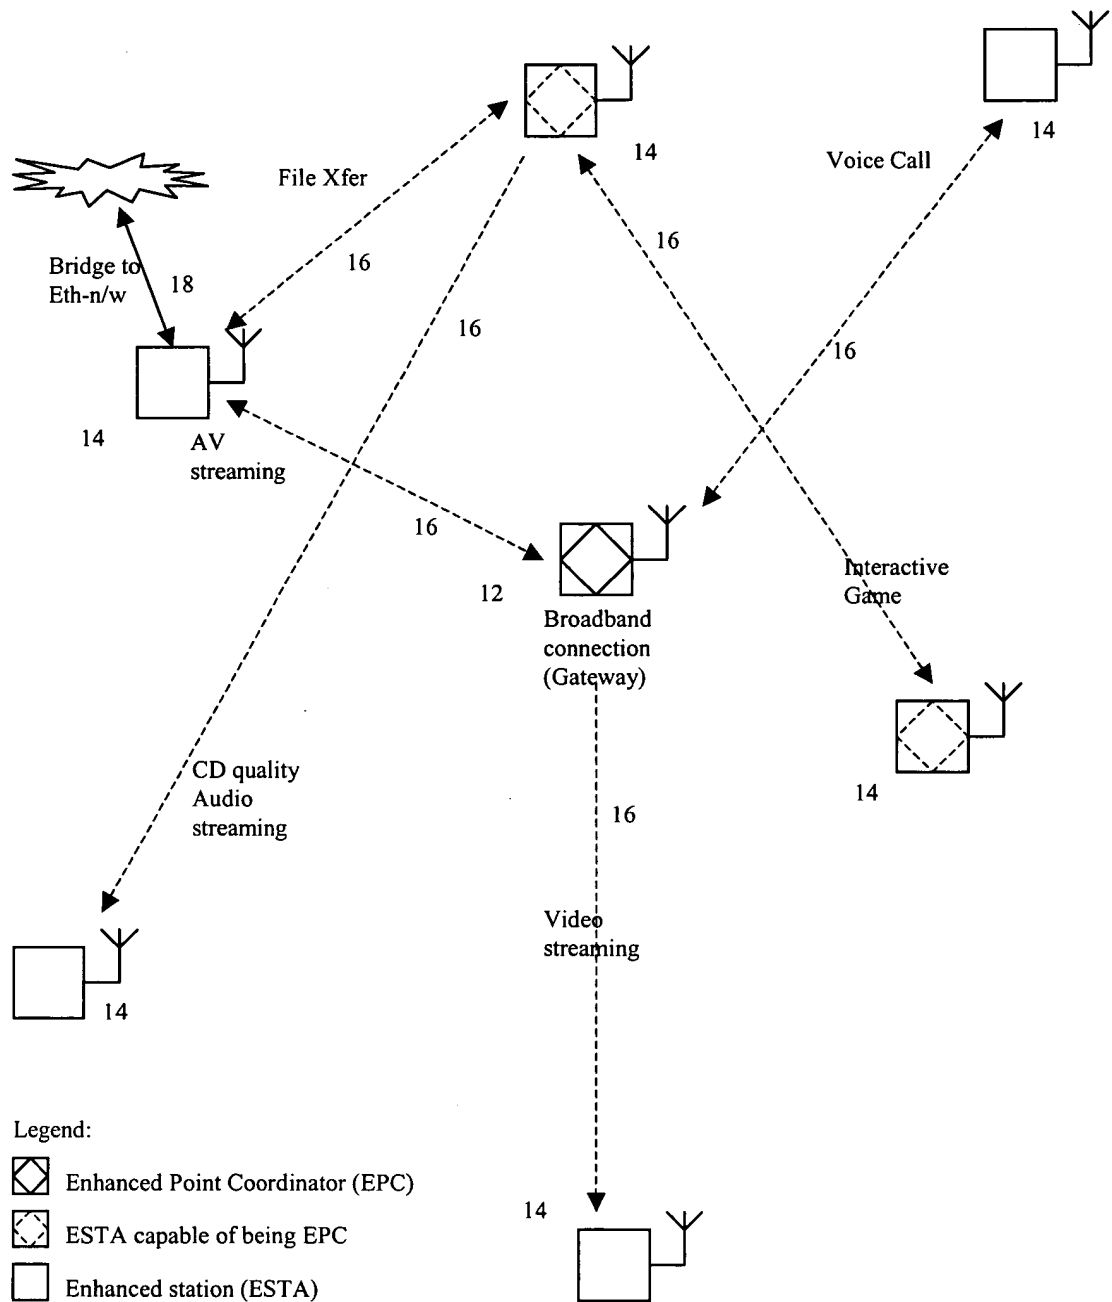 14
14
Voice Call
File Xfer
16
16
Bridge to
Eth-n/w
18
16
16
14
AV
streaming
16
12
Broadband
connection
(Gateway)
Interactive
Game
14
CD quality
Audio
streaming
16
Video
streaming
14
Legend:
Enhanced Point Coordinator (EPC)
ESTA capable of being EPC
Enhanced station (ESTA)
14